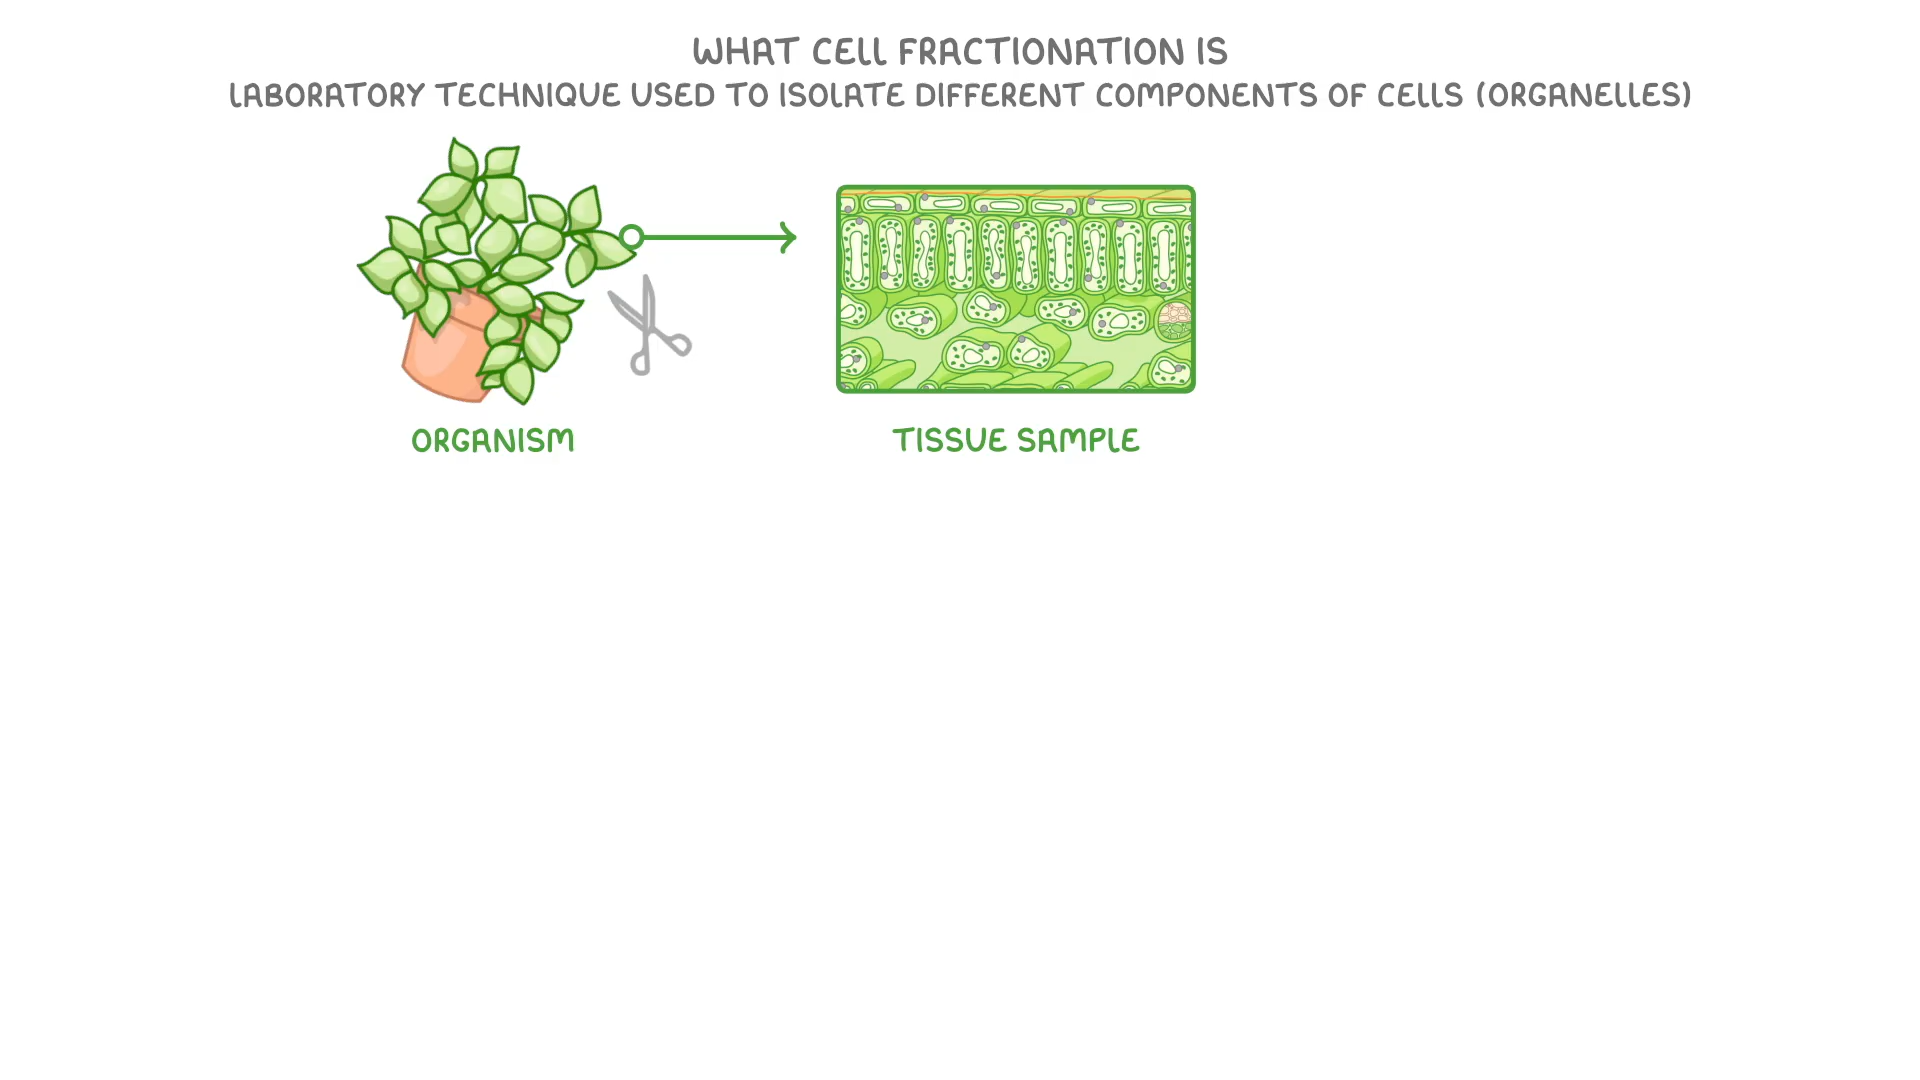 WHAT CELL FRACTIONATION IS
LABORATORY TECHNIQUE USED TO ISOLATE DIFFERENT COMPONENTS OF CELLS (ORGANELLES)
ORGANISM
TISSUE SAMPLE